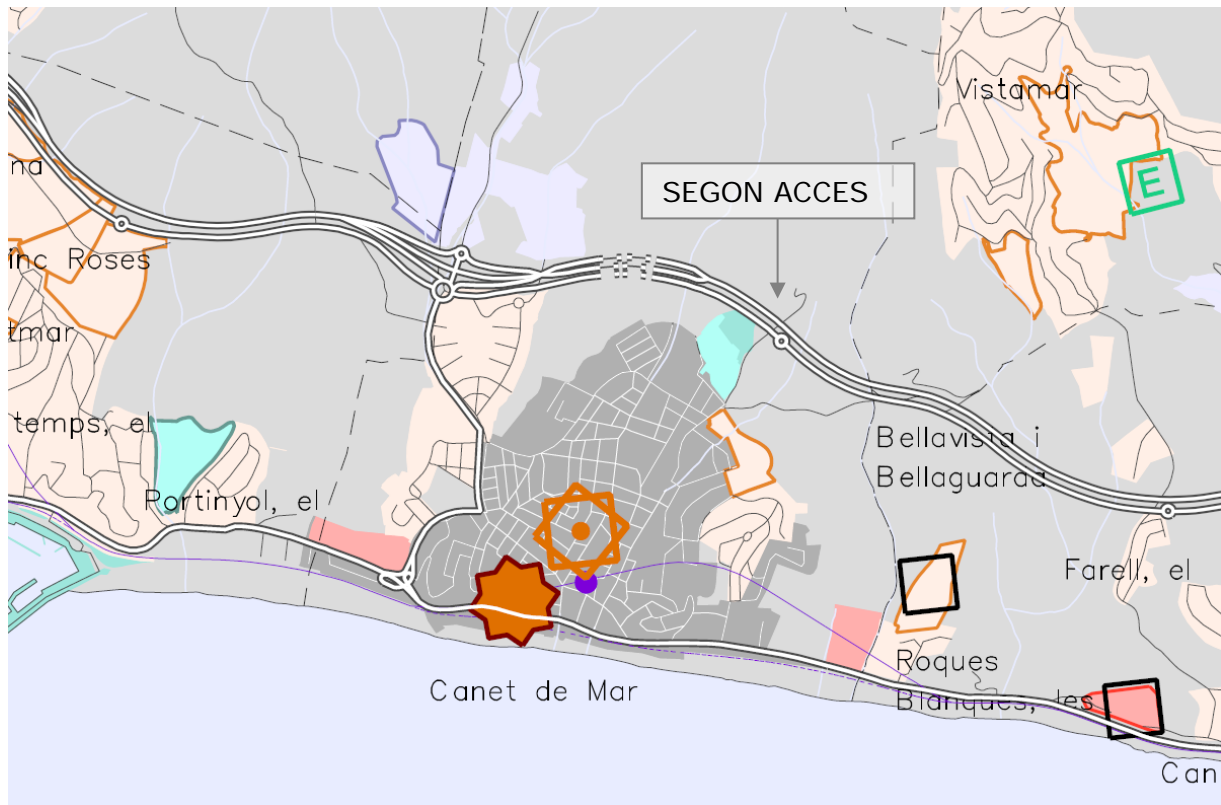 Vistamar
na
SEGON ACCES
E
inc Roses
tmar
temps, el
Bellavista i
Bellaguarda
Portinyol, el
Farell, el
Roques
Blanques, les
Canet de Mar
Can